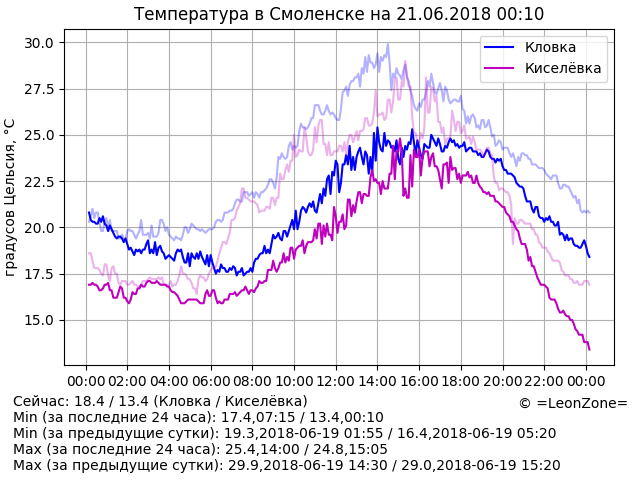 Температура в Смоленске на 21.06.2018 00:10
Кловка
Киселёвка
градусов Цельсия, °C
30.0
27.5
25.0
22.5
20.0
17.5
15.0
00:00 02:00 04:00 06:00 08:00 10:00 12:00 14:00 16:00 18:00 20:00 22:00 00:00
Сейчас: 18.4 / 13.4 (Кловка / Киселёвка)
© =LeonZone=
Min (за последние 24 часа): 17.4,07:15 / 13.4,00:10
Min (за предыдущие сутки): 19.3,2018-06-19 01:55 / 16.4,2018-06-19 05:20
Max (за последние 24 часа): 25.4,14:00 / 24.8,15:05
Max (за предыдущие сутки): 29.9,2018-06-19 14:30 / 29.0,2018-06-19 15:20